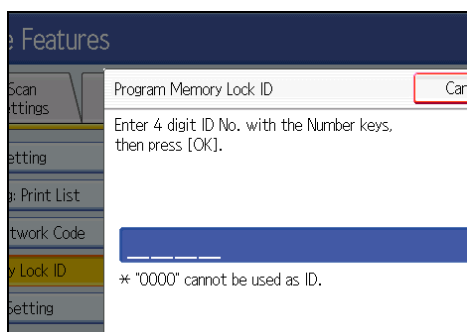 e Features
Scan
ettings
Program Memory Lock ID
Can
Enter 4 digit ID No. with the Number keys,
then press [OK].
etting
g: Print List
twork Code
y Lock ID
Setting
* "0000" cannot be used as ID.